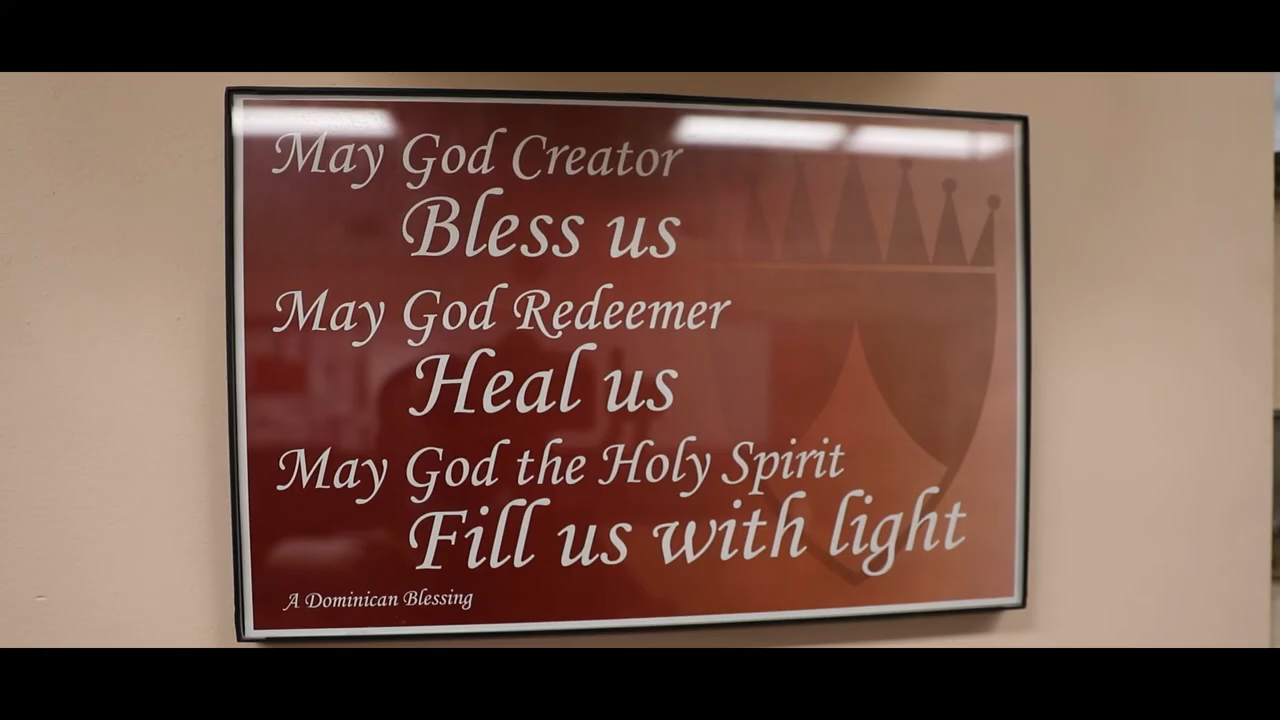 May God Creator
Bless us
May God Redeemer
Heal us
May God the Holy Spirit
Fill us with light
A Dominican Blessing